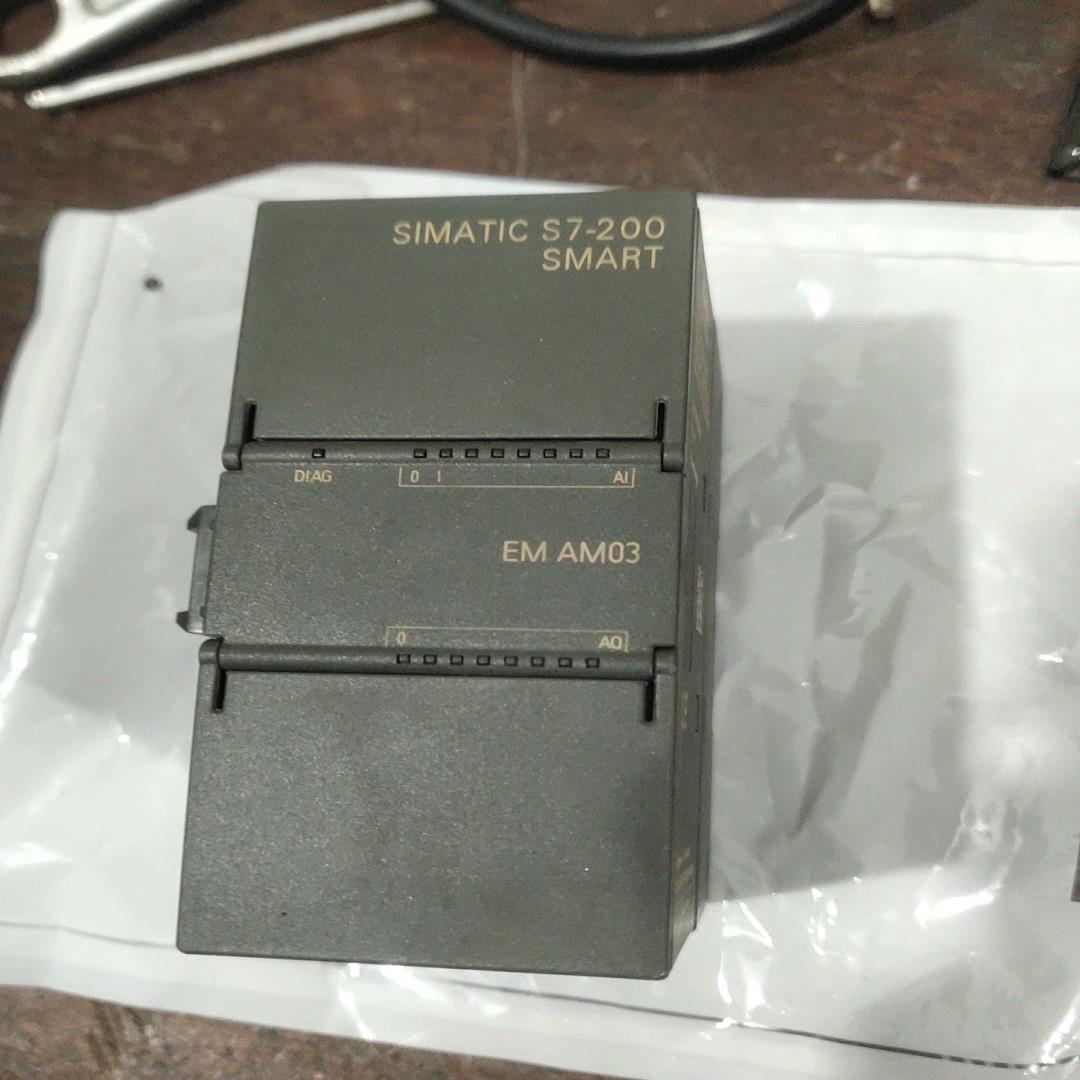 SIMATIC S7-200
SMART
DIAG
0 1 AI
EM AM03
0 AQ